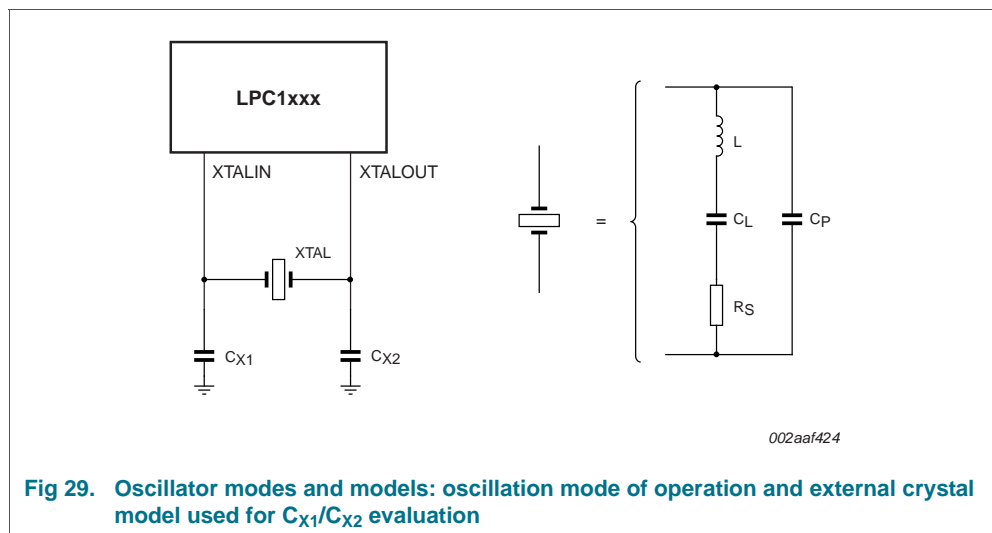 LPC1xxx
XTALIN
XTALOUT
L
CL
CP
=
XTAL
RS
CX1
CX2
002aaf424
Fig 29. Oscillator modes and models: oscillation mode of operation and external crystal
model used for CX1/CX2 evaluation